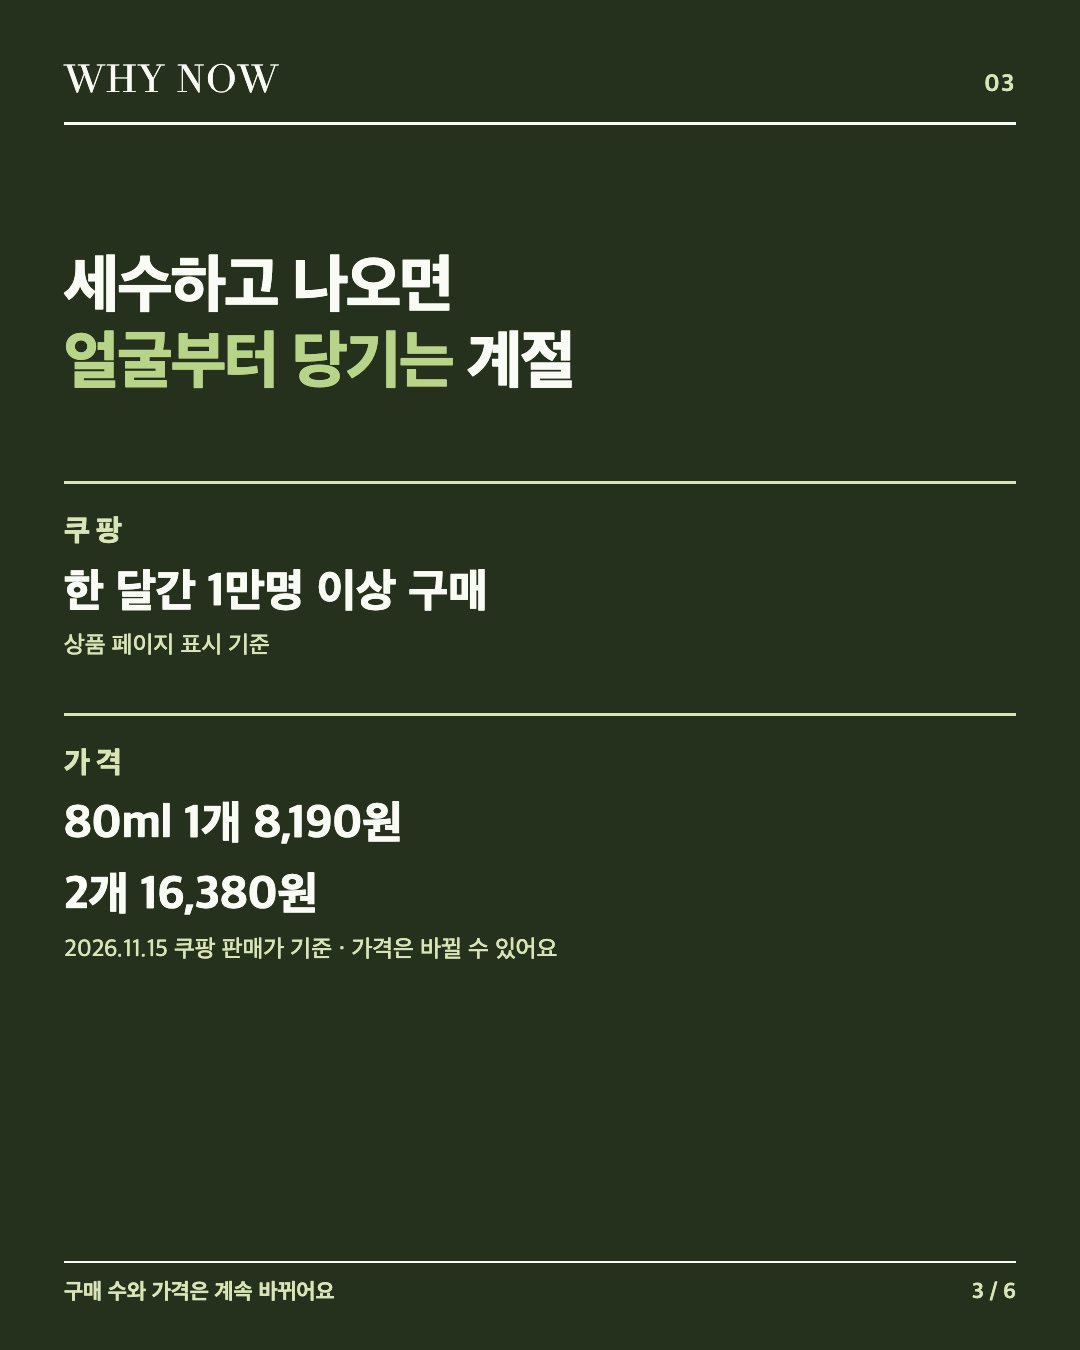 WHY NOW
03
세수하고 나오면
얼굴부터 당기는 계절
쿠팡
한 달간 1만명 이상 구매
상품 페이지 표시 기준
가격
80ml 1개 8,190원
2개 16,380원
2026.11.15 쿠팡 판매가 기준 · 가격은 바뀔 수 있어요
구매 수와 가격은 계속 바뀌어요
3 / 6